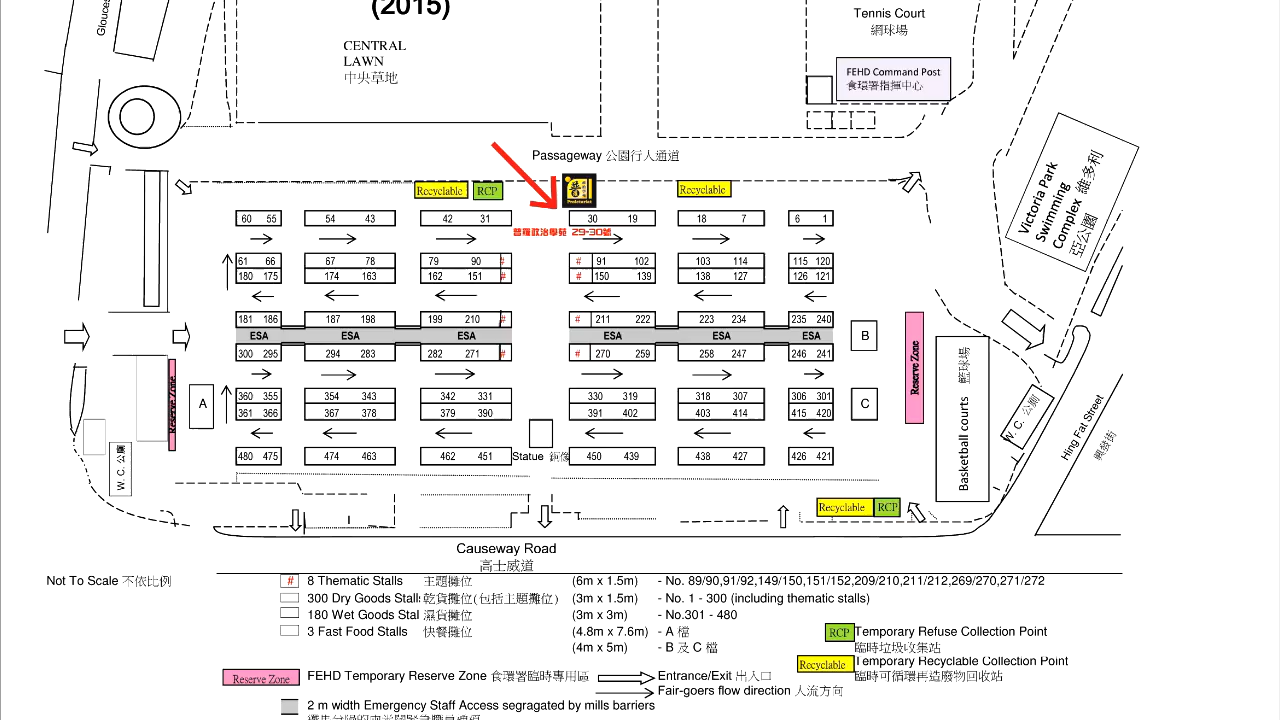 (2015)
CENTRAL
LAWN
中央草地
Tennis Court
網球場
FEHD Command Post
食環署指揮中心
Passageway 公園行人通道
Recyclable
RCP
Recyclable
Victoria Park
Swimming
Complex 維多利
亞公園
60 55 54 43 42 31 30 19 18 7 6 1
普羅政治學苑 29-30號
61 66 67 78 79 90 # # 91 102 103 114 115 120
180 175 174 163 162 151 # # 150 139 138 127 126 121
181 186 187 198 199 210 # # 211 222 223 234 235 240
ESA ESA ESA ESA ESA ESA
300 295 294 283 282 271 # # 270 259 258 247 246 241
B
Reserve Zone
Reserve Zone
A
360 355 354 343 342 331 330 319 318 307 306 301
361 366 367 378 379 390 391 402 403 414 415 420
C
480 475 474 463 462 451 Statue 銅像 450 439 438 427 426 421
W. C. 公廁
Basketball courts 籃球場
W. C. 公廁
Hing Fat Street
興發街
Recyclable RCP
Causeway Road
高士威道
Not To Scale 不依比例
# 8 Thematic Stalls 主題攤位 (6m x 1.5m) - No. 89/90,91/92,149/150,151/152,209/210,211/212,269/270,271/272
300 Dry Goods Stall 乾貨攤位(包括主題攤位) (3m x 1.5m) - No. 1 - 300 (including thematic stalls)
180 Wet Goods Stal 濕貨攤位 (3m x 3m) - No.301 - 480
3 Fast Food Stalls 快餐攤位 (4.8m x 7.6m) - A 檔
(4m x 5m) - B 及 C 檔
RCP Temporary Refuse Collection Point
臨時垃圾收集站
Recyclable Temporary Recyclable Collection Point
臨時可循環再造廢物回收站
Reserve Zone FEHD Temporary Reserve Zone 食環署臨時專用區
Entrance/Exit 出入口
Fair-goers flow direction 人流方向
2 m width Emergency Staff Access segragated by mills barriers